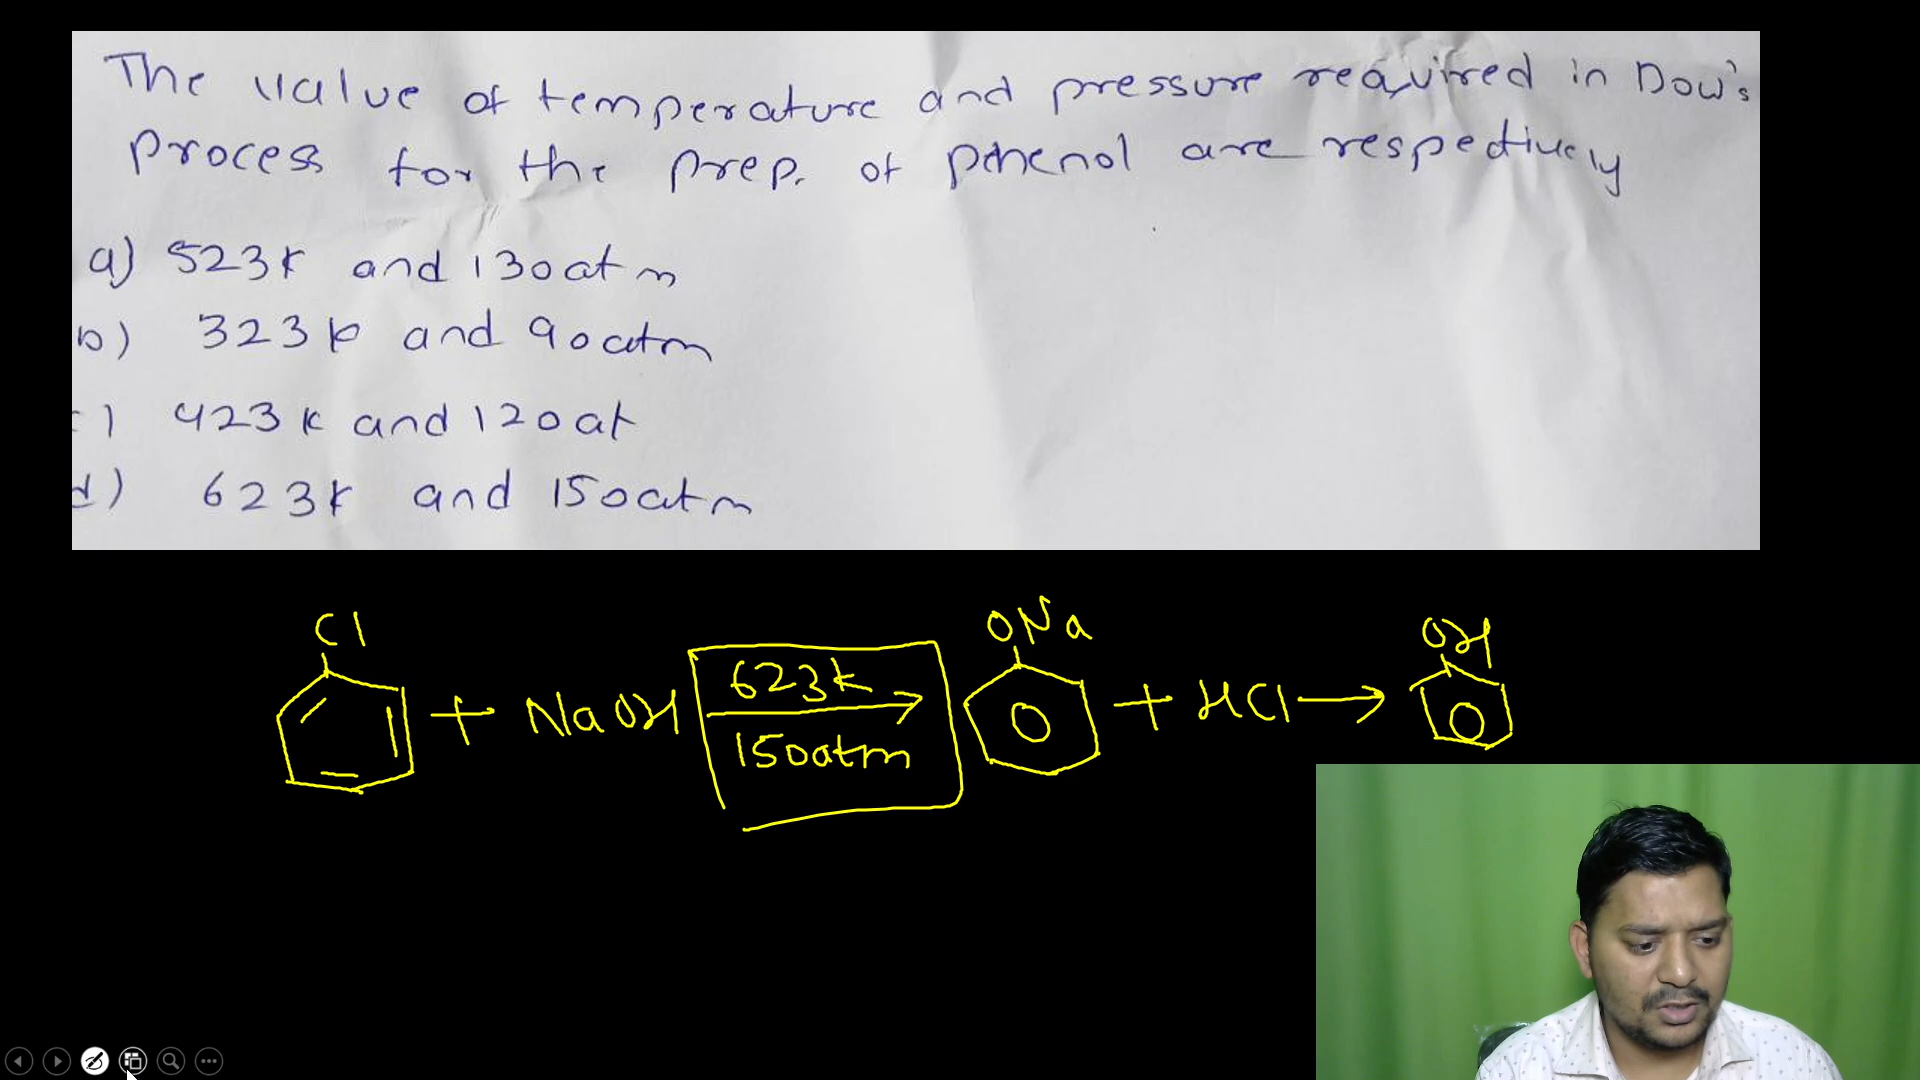 The value of temperature and pressure required in Dow's
process for the prep. of phenol are respectively
a) 523K and 130atm
b) 323K and 90atm
c) 423K and 120at
d) 623K and 150atm
Cl ONa OH
+ NaOH 623K + HCl →
150atm